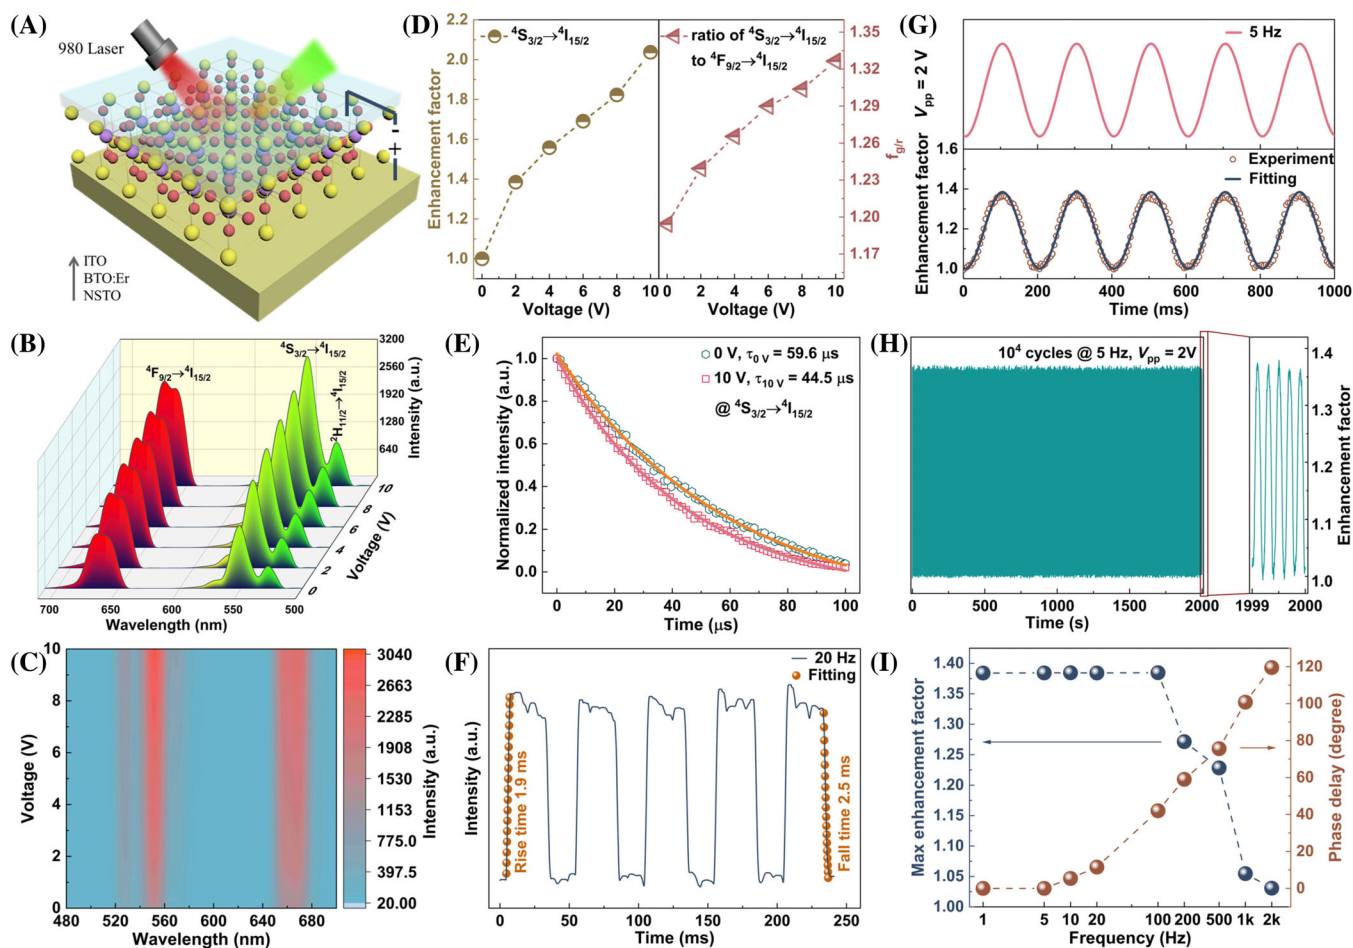 (A)
980 Laser
-
+
ITO
BTO:Er
NSTO
(B)
⁴F₉/₂→⁴I₁₅/₂
⁴S₃/₂→⁴I₁₅/₂
²H₁₁/₂→⁴I₁₅/₂
3200
2560
1920
1280
640
Intensity (a.u.)
10
8
6
4
2
0
Voltage (V)
700 650 600 550 500
Wavelength (nm)
(C)
10
8
6
4
2
0
Voltage (V)
480 520 560 600 640 680
Wavelength (nm)
3040
2663
2285
1908
1530
1153
775.0
397.5
20.00
Intensity (a.u.)
(D)
2.2
2.0
1.8
1.6
1.4
1.2
1.0
Enhancement factor
⁴S₃/₂→⁴I₁₅/₂
0 2 4 6 8 10
Voltage (V)
ratio of ⁴S₃/₂→⁴I₁₅/₂
to ⁴F₉/₂→⁴I₁₅/₂
0 2 4 6 8 10
Voltage (V)
1.35
1.32
1.29
1.26
1.23
1.20
1.17
f g/r
(E)
1.0
0.8
0.6
0.4
0.2
0.0
Normalized intensity (a.u.)
0 V, τ₀ ᵥ = 59.6 μs
10 V, τ₁₀ ᵥ = 44.5 μs
@ ⁴S₃/₂→⁴I₁₅/₂
0 20 40 60 80 100
Time (μs)
(F)
Intensity (a.u.)
20 Hz
Fitting
Rise time 1.9 ms
Fall time 2.5 ms
0 50 100 150 200 250
Time (ms)
(G)
Vpp = 2 V
5 Hz
Enhancement factor
1.6
1.4
1.2
1.0
Experiment
Fitting
0 200 400 600 800 1000
Time (ms)
(H)
10⁴ cycles @ 5 Hz, Vpp = 2V
0 500 1000 1500 2000
1999 2000
Time (s)
1.4
1.3
1.2
1.1
1.0
Enhancement factor
(I)
1.40
1.35
1.30
1.25
1.20
1.15
1.10
1.05
1.00
Max enhancement factor
1 5 10 20 100 200 500 1k 2k
Frequency (Hz)
120
100
80
60
40
20
0
Phase delay (degree)